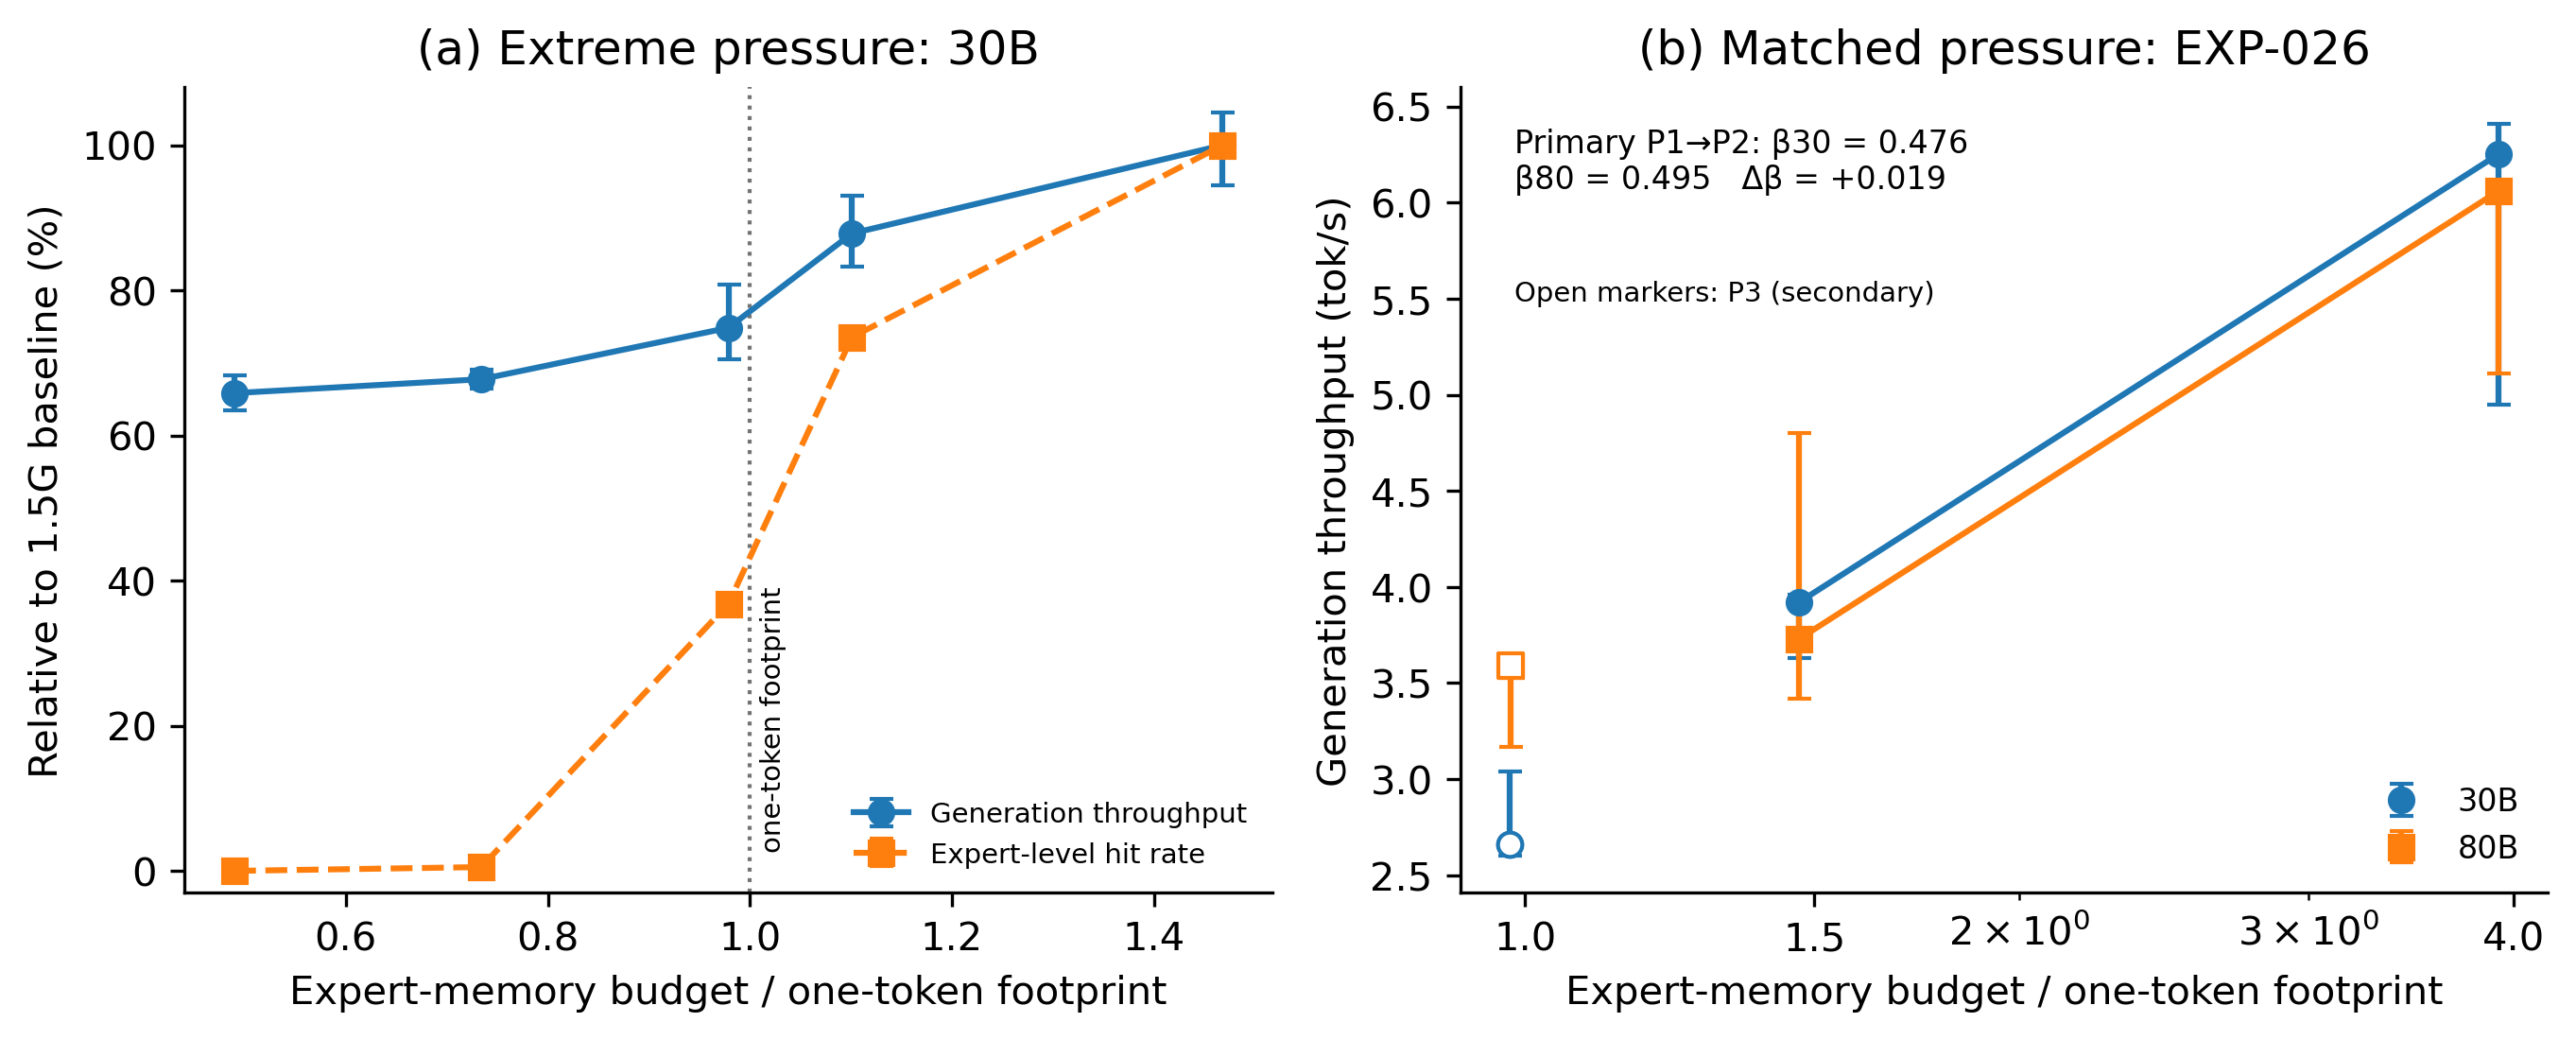 (a) Extreme pressure: 30B
Relative to 1.5G baseline (%)
100
80
60
40
20
0
one-token footprint
Generation throughput
Expert-level hit rate
0.6 0.8 1.0 1.2 1.4
Expert-memory budget / one-token footprint
(b) Matched pressure: EXP-026
Generation throughput (tok/s)
6.5
6.0
5.5
5.0
4.5
4.0
3.5
3.0
2.5
Primary P1→P2: β30 = 0.476
β80 = 0.495 Δβ = +0.019
Open markers: P3 (secondary)
30B
80B
1.0 1.5 2 × 10⁰ 3 × 10⁰ 4.0
Expert-memory budget / one-token footprint